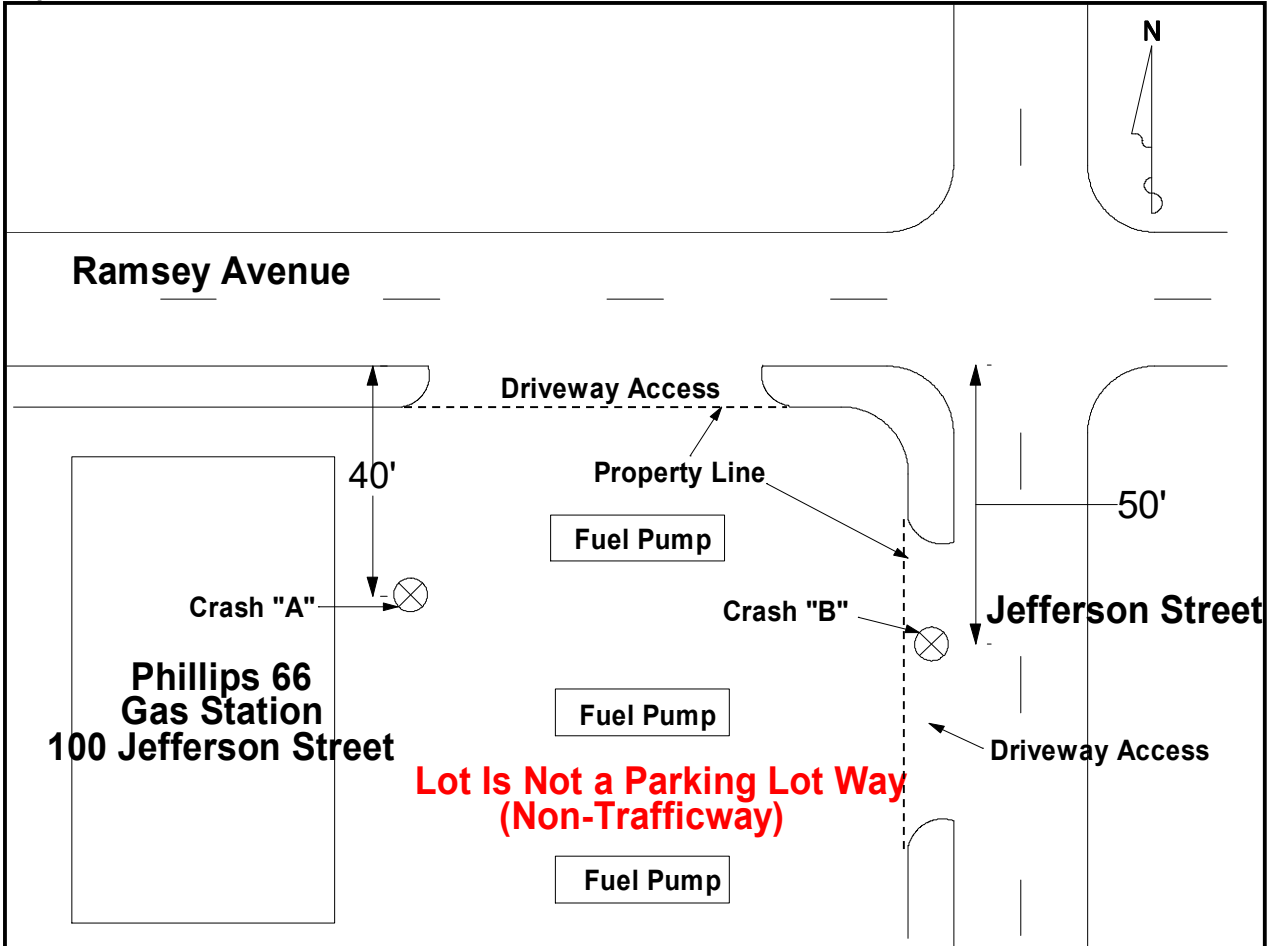 N
Ramsey Avenue
Driveway Access
Property Line
40'
50'
Fuel Pump
Crash "A"
Crash "B"
Jefferson Street
Phillips 66
Gas Station
100 Jefferson Street
Fuel Pump
Driveway Access
Lot Is Not a Parking Lot Way
(Non-Trafficway)
Fuel Pump